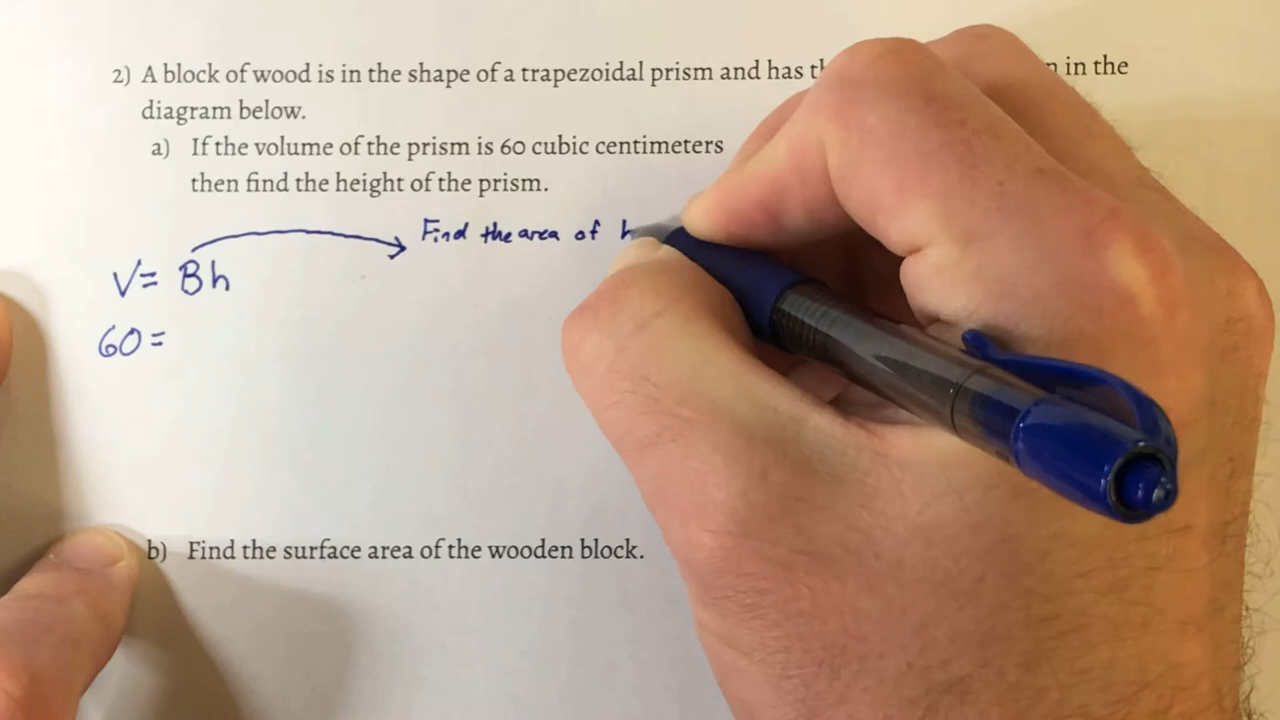 2) A block of wood is in the shape of a trapezoidal prism and has in the
diagram below.
a) If the volume of the prism is 60 cubic centimeters
then find the height of the prism.
Find the area of
V= Bh
60=
b) Find the surface area of the wooden block.